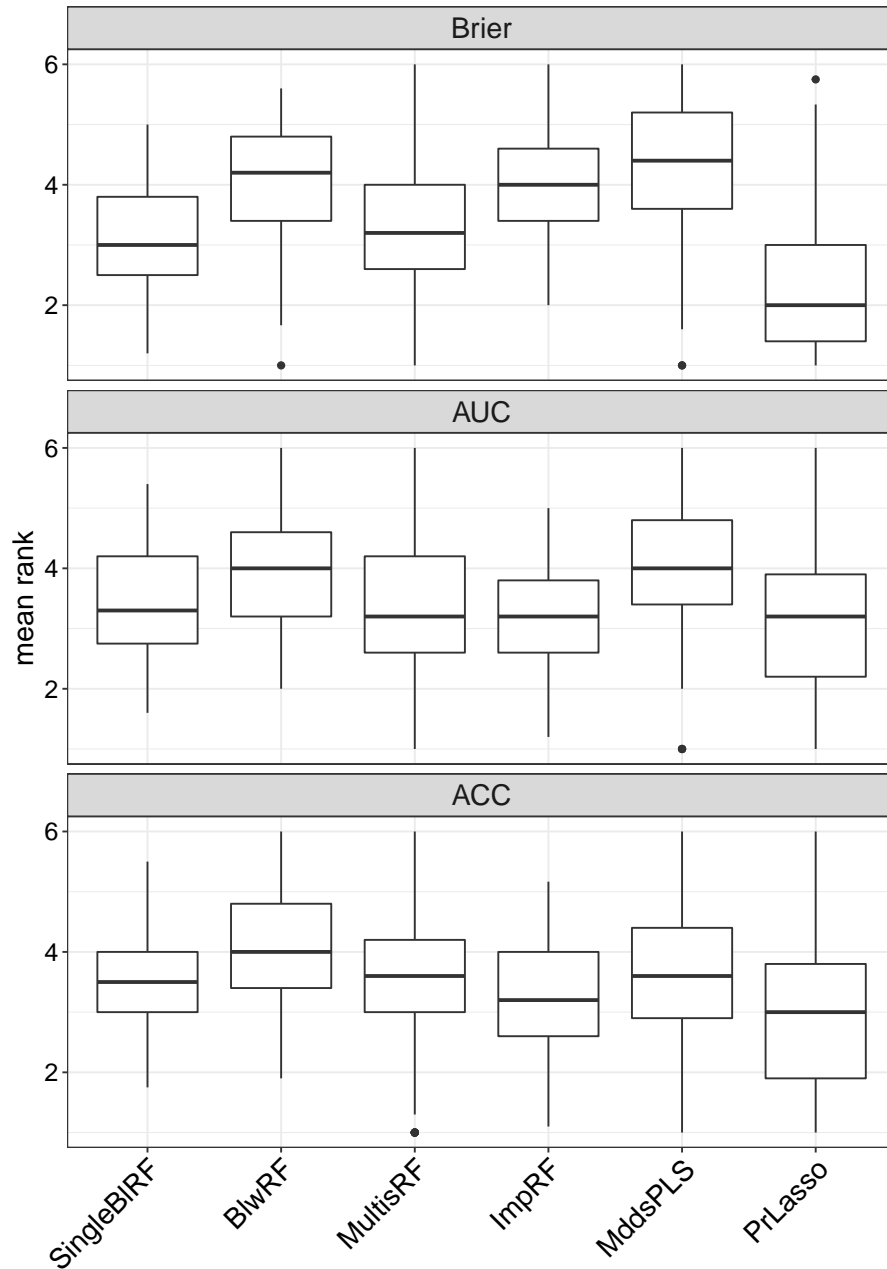 Brier
6
4
2
AUC
6
4
2
mean rank
ACC
6
4
2
SingleBlRF
BlwRF
MultisRF
ImpRF
MddsPLS
PrLasso